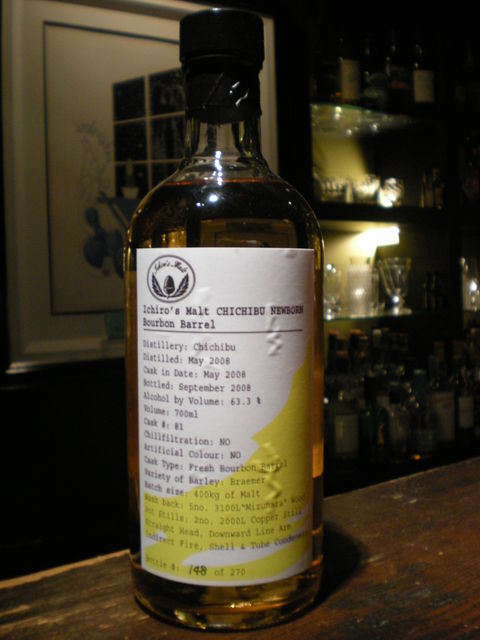 Ichiro's Malt
Ichiro's Malt CHICHIBU NEWBORN
Bourbon Barrel
Distillery: Chichibu
Distilled: May 2008
Cask in Date: May 2008
Bottled: September 2008
Alcohol by Volume: 63.3 %
Volume: 700ml
Cask #: 81
Chillfiltration: NO
Artificial Colour: NO
Cask Type: Fresh Bourbon Barrel
Variety of Barley: Braemer
Batch size: 400kg of Malt
Wash back: 5no. 3100L"Mizunara" Wood
Pot Stills: 2no. 2000L Copper Still
Straight Head, Downward Line Arm
Indirect Fire, Shell & Tube Condenser
Bottle #: 148 of 270